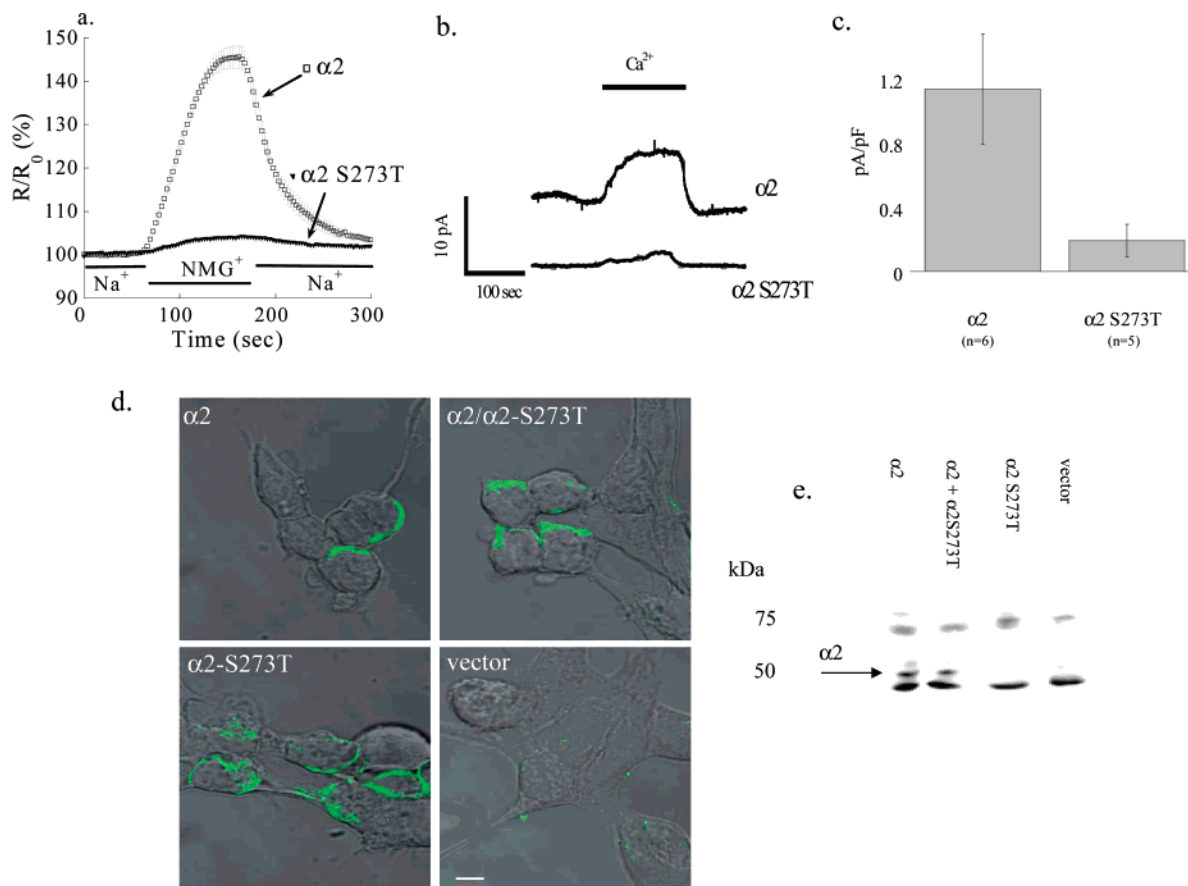 a.
150
140
130
120
110
100
90
R/R0 (%)
α2
α2 S273T
Na+
NMG+
Na+
0
100
200
300
Time (sec)
b.
Ca2+
α2
10 pA
100 sec
α2 S273T
c.
1.2
0.8
0.4
0
pA/pF
α2
(n=6)
α2 S273T
(n=5)
d.
α2
α2/α2-S273T
α2-S273T
vector
e.
α2
α2 + α2S273T
α2 S273T
vector
kDa
75
50
α2